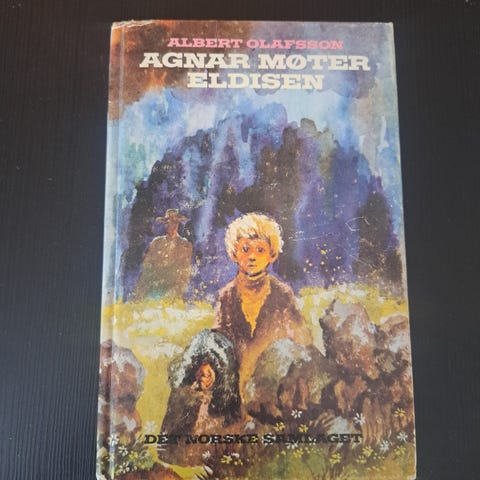 ALBERT OLAFSSON
AGNAR MØTER
ELDISEN
DET NORSKE SAMLAGET